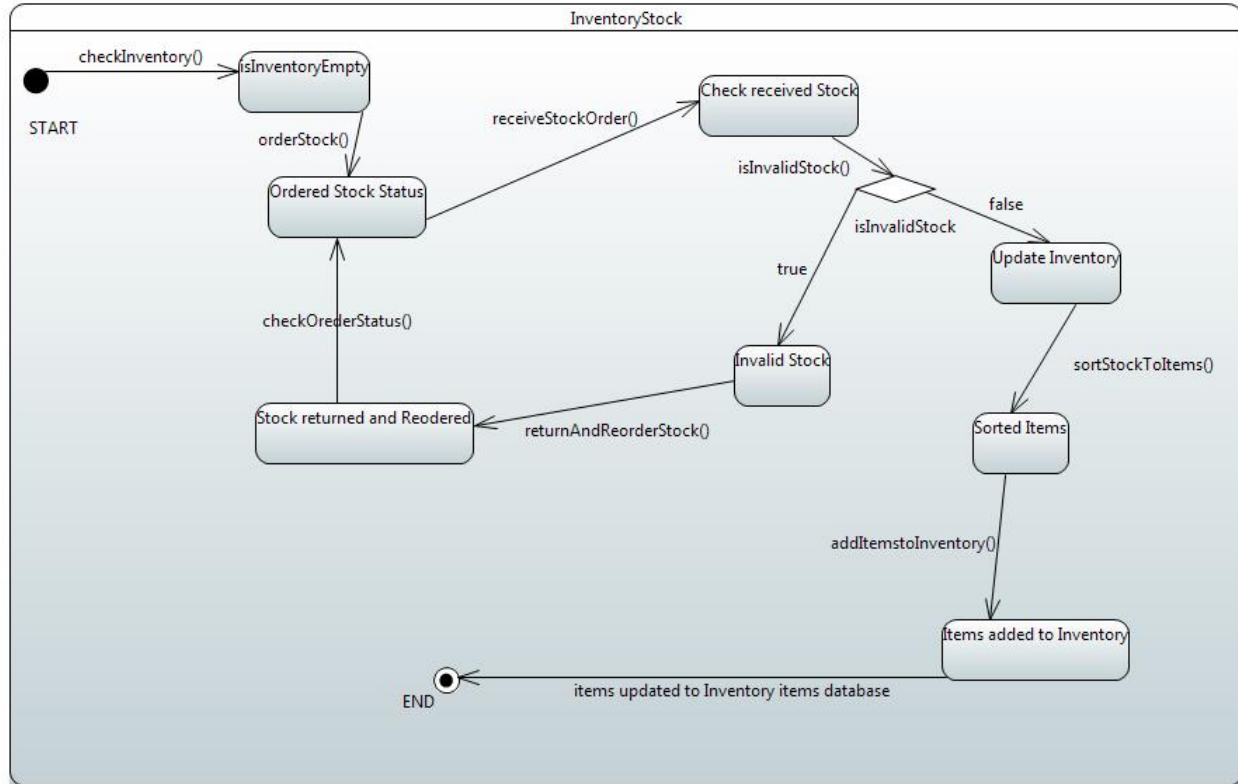 InventoryStock
checkInventory()
isInventoryEmpty
START
orderStock()
Ordered Stock Status
receiveStockOrder()
Check received Stock
isInvalidStock()
isInvalidStock
false
true
Update Inventory
checkOrederStatus()
Invalid Stock
sortStockToItems()
Stock returned and Reodered
returnAndReorderStock()
Sorted Items
addItemstoInventory()
Items added to Inventory
items updated to Inventory items database
END